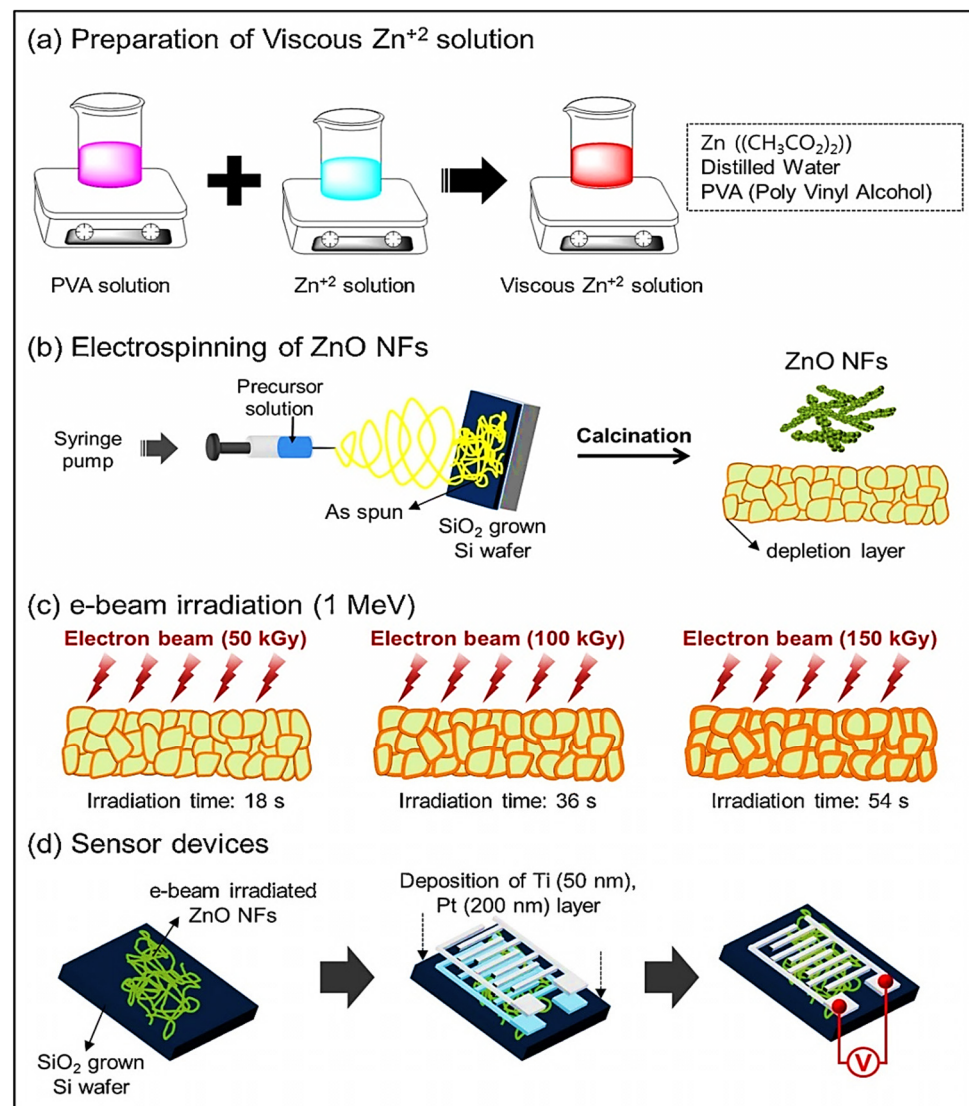 (a) Preparation of Viscous Zn⁺² solution
Zn ((CH₃CO₂)₂))
Distilled Water
PVA (Poly Vinyl Alcohol)
PVA solution
Zn⁺² solution
Viscous Zn⁺² solution
(b) Electrospinning of ZnO NFs
Syringe
pump
Precursor
solution
As spun
SiO₂ grown
Si wafer
Calcination
ZnO NFs
depletion layer
(c) e-beam irradiation (1 MeV)
Electron beam (50 kGy)
Electron beam (100 kGy)
Electron beam (150 kGy)
Irradiation time: 18 s
Irradiation time: 36 s
Irradiation time: 54 s
(d) Sensor devices
e-beam irradiated
ZnO NFs
SiO₂ grown
Si wafer
Deposition of Ti (50 nm),
Pt (200 nm) layer
V